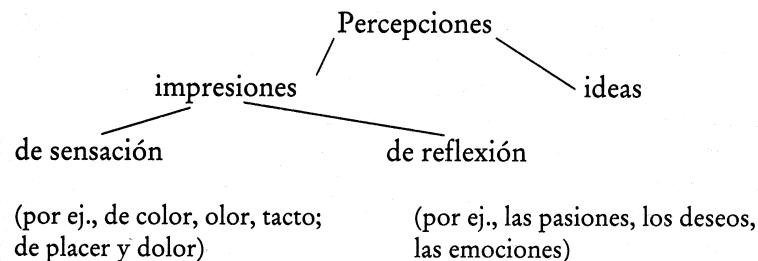 Percepciones
impresiones
ideas
de sensación
de reflexión
(por ej., de color, olor, tacto;
de placer y dolor)
(por ej., las pasiones, los deseos,
las emociones)